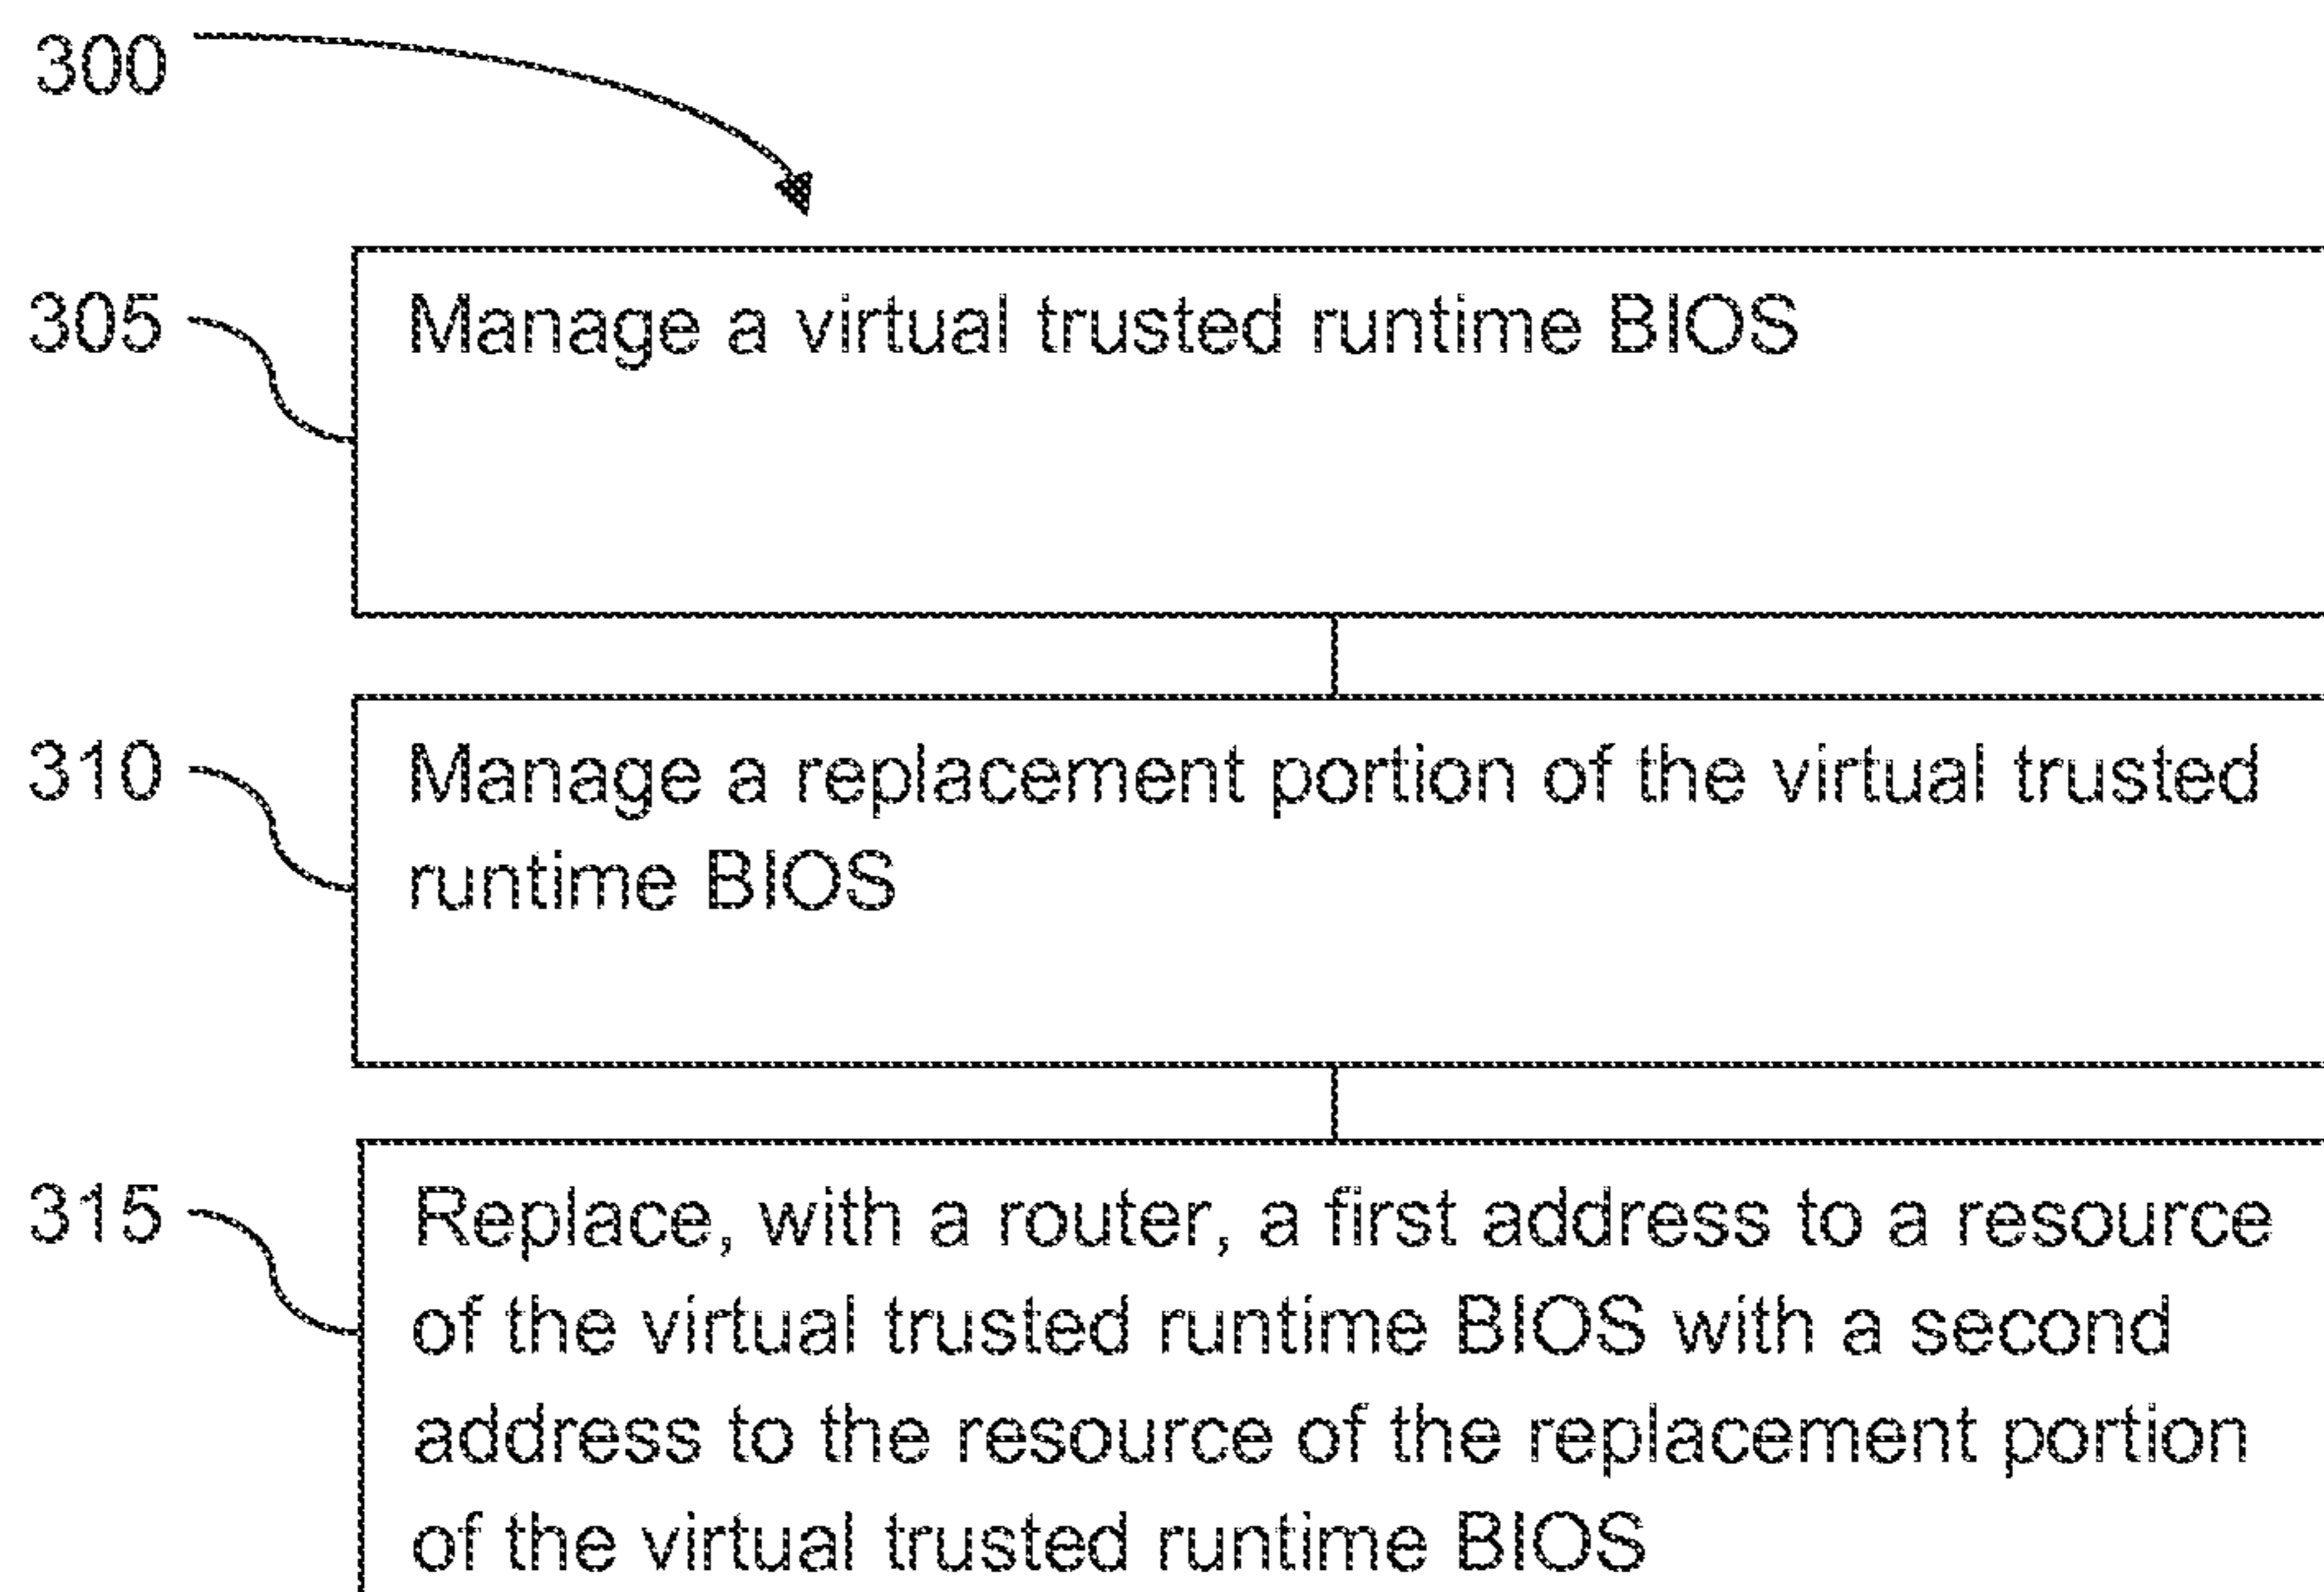 300
305
Manage a virtual trusted runtime BIOS
310
Manage a replacement portion of the virtual trusted
runtime BIOS
315
Replace, with a router, a first address to a resource
of the virtual trusted runtime BIOS with a second
address to the resource of the replacement portion
of the virtual trusted runtime BIOS